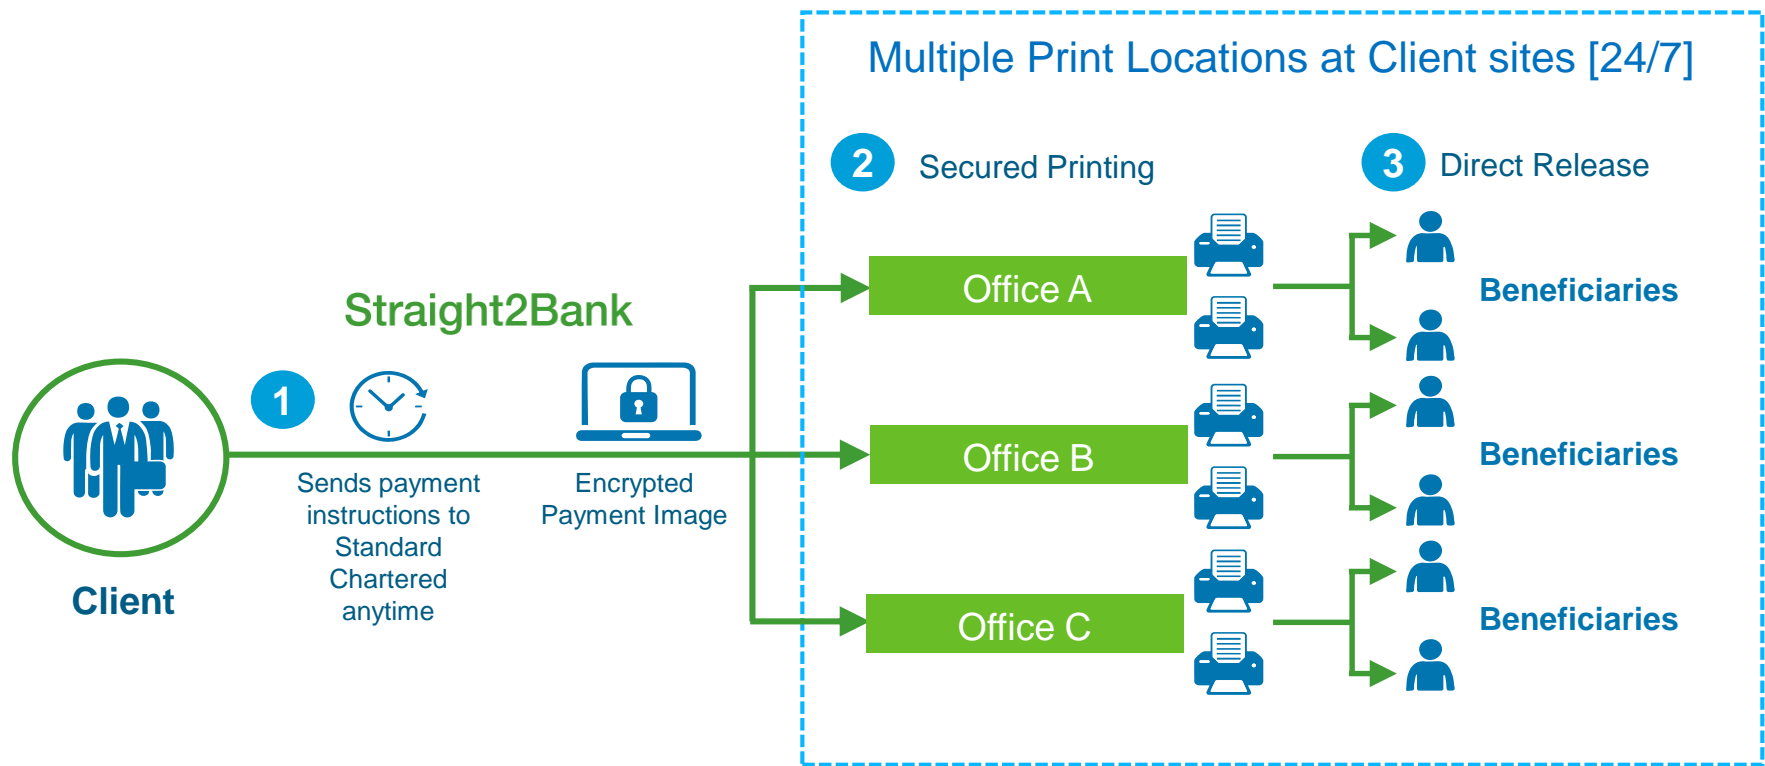 Multiple Print Locations at Client sites [24/7]
2 Secured Printing
3 Direct Release
Straight2Bank
1
Sends payment
instructions to
Standard
Chartered
anytime
Encrypted
Payment Image
Client
Office A
Beneficiaries
Office B
Beneficiaries
Office C
Beneficiaries